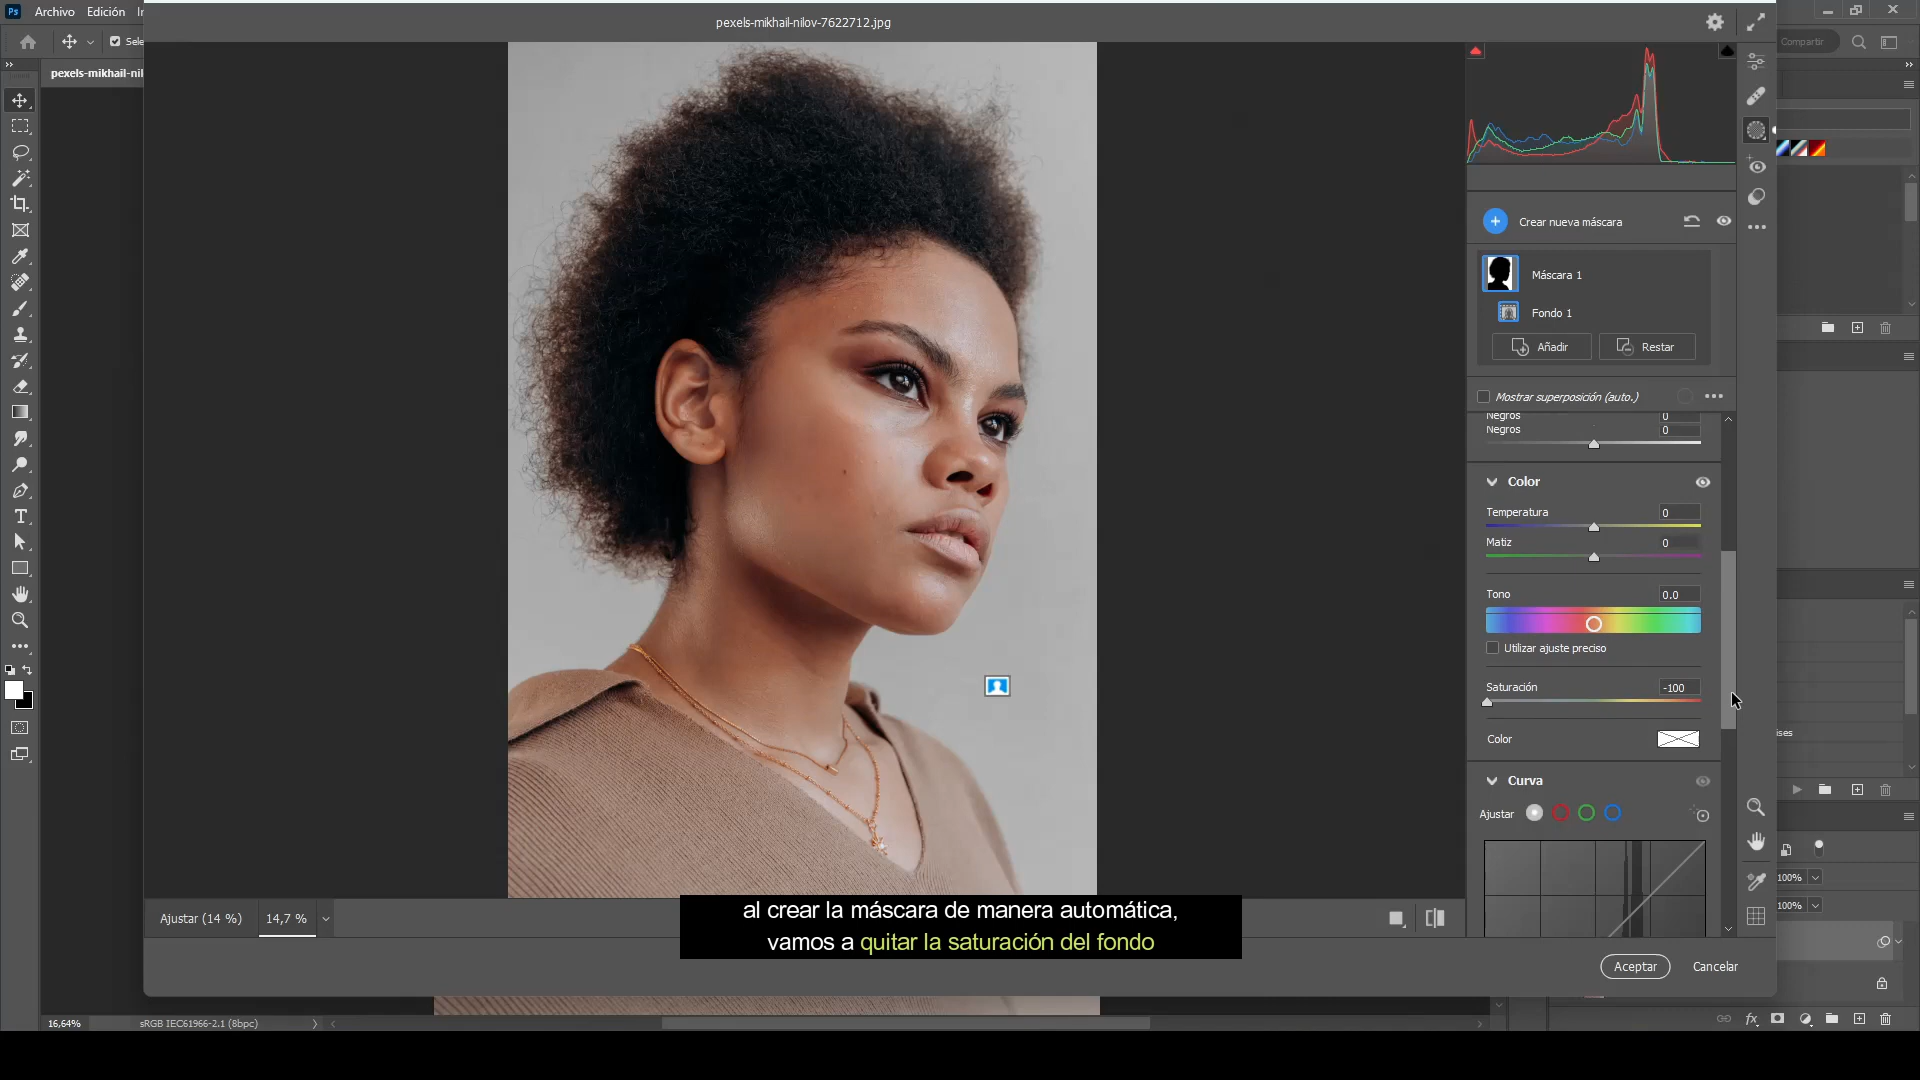 Ps Archivo Edición
pexels-mikhail-nilov-7622712.jpg
Compartir
pexels-mikhail-nil
Crear nueva máscara
Máscara 1
Fondo 1
Añadir Restar
Mostrar superposición (auto.)
Negros 0
Negros 0
Color
Temperatura 0
Matiz 0
Tono 0.0
Utilizar ajuste preciso
Saturación -100
Color
Curva
Ajustar
ises
100%
100%
Ajustar (14 %) 14,7 %
al crear la máscara de manera automática,
vamos a quitar la saturación del fondo
Aceptar Cancelar
16,64% sRGB IEC61966-2.1 (8bpc)
fx